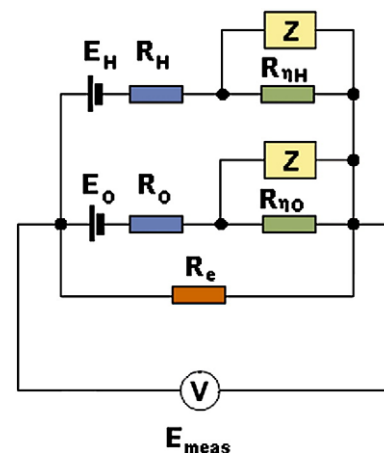 Z
E_H R_H R_ηH
Z
E_O R_O R_ηO
R_e
V
E_meas